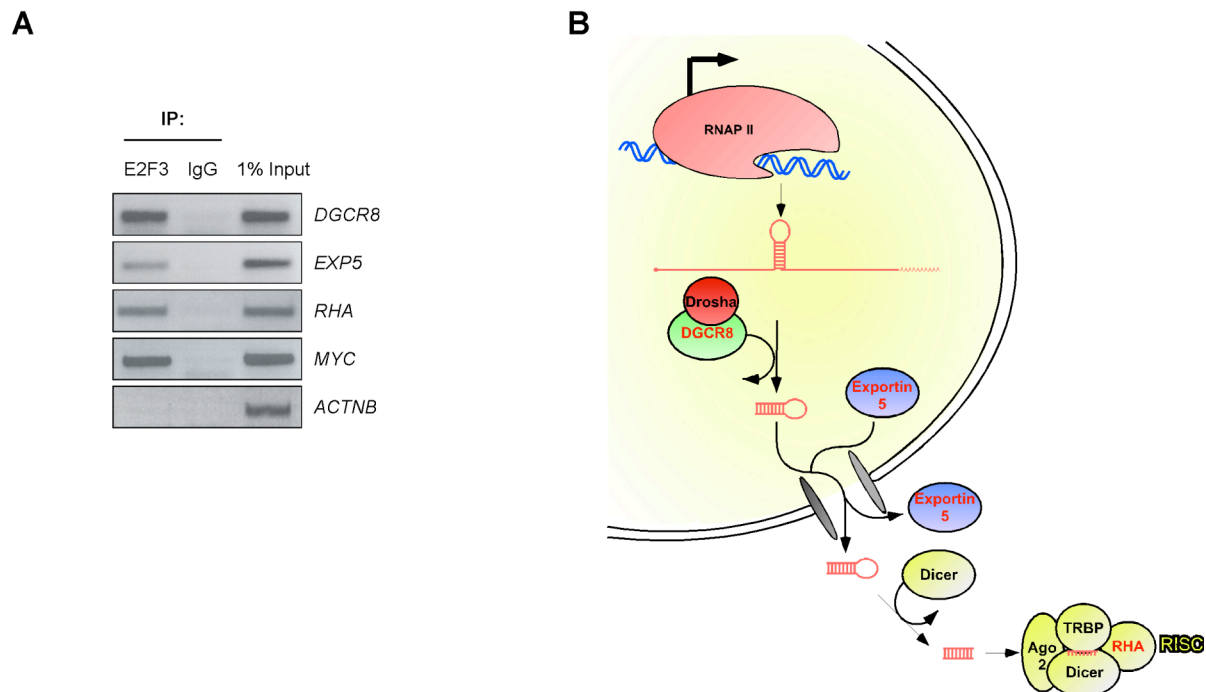 A
IP:
E2F3 IgG 1% Input
DGCR8
EXP5
RHA
MYC
ACTNB
B
RNAP II
Drosha
DGCR8
Exportin
5
Exportin
5
Dicer
TRBP
Ago
2
RHA
RISC
Dicer